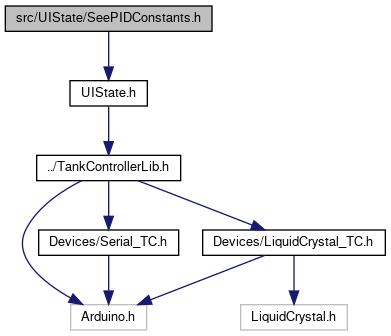 src/UIState/SeePIDConstants.h
UIState.h
../TankControllerLib.h
Devices/Serial_TC.h
Devices/LiquidCrystal_TC.h
Arduino.h
LiquidCrystal.h